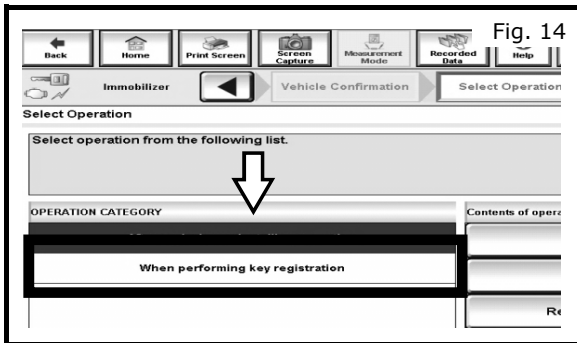 Fig. 14
Back Home Print Screen Screen Capture Measurement Mode Recorded Data Help
Immobilizer Vehicle Confirmation Select Operation
Select Operation
Select operation from the following list.
OPERATION CATEGORY Contents of opera
When performing key registration
Re